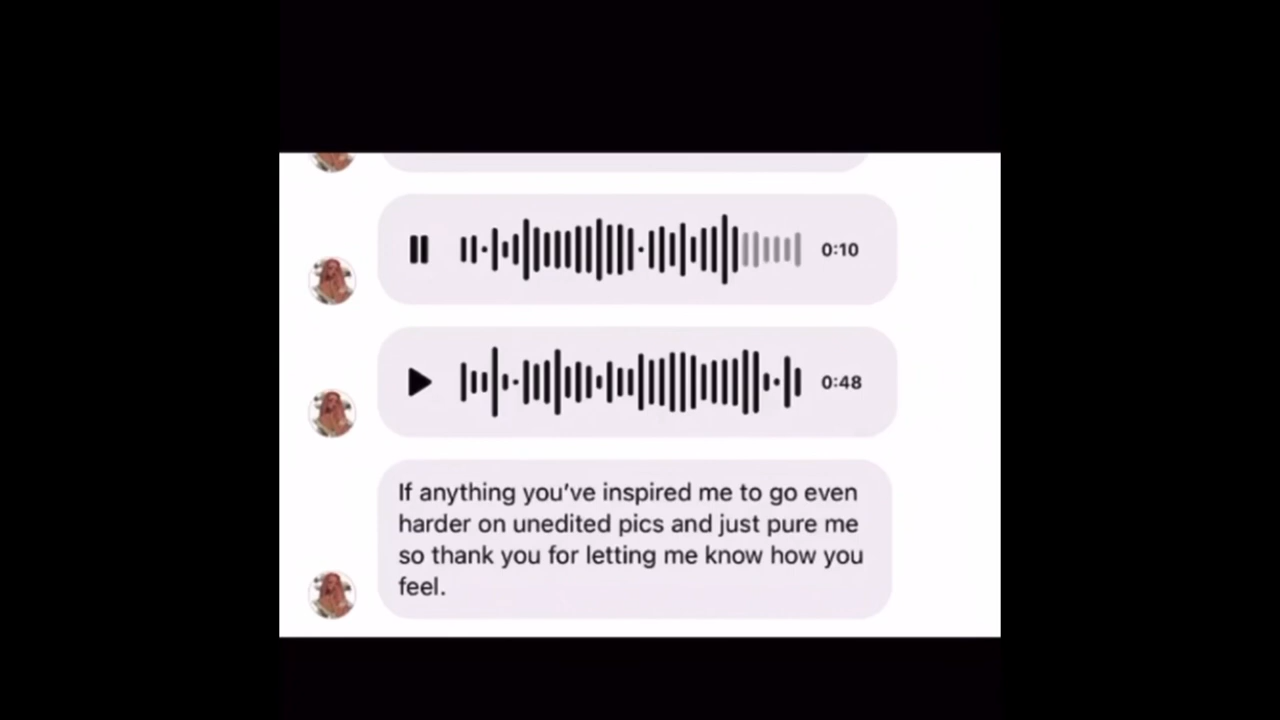 0:10
0:48
If anything you've inspired me to go even
harder on unedited pics and just pure me
so thank you for letting me know how you
feel.